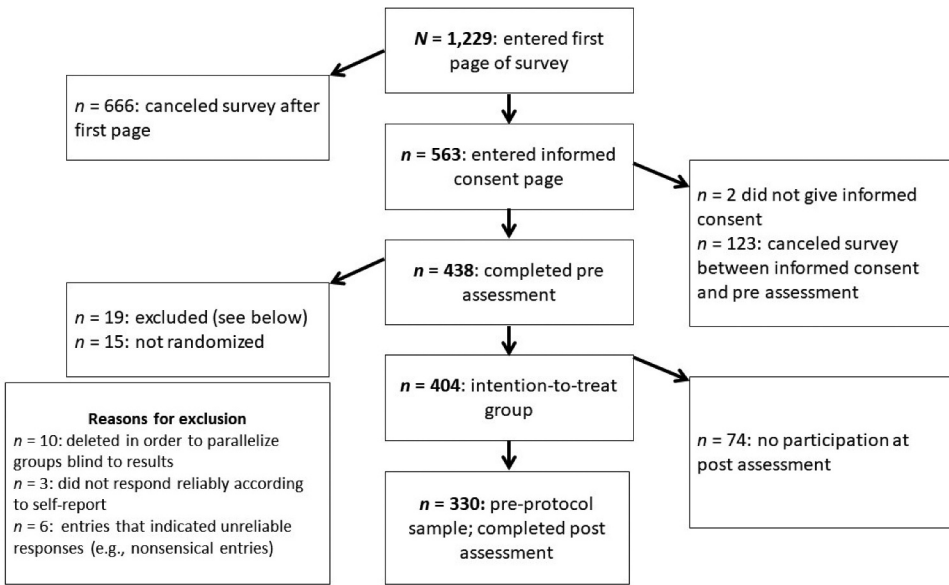 N = 1,229: entered first
page of survey
n = 666: canceled survey after
first page
n = 563: entered informed
consent page
n = 2 did not give informed
consent
n = 123: canceled survey
between informed consent
and pre assessment
n = 438: completed pre
assessment
n = 19: excluded (see below)
n = 15: not randomized
n = 404: intention-to-treat
group
Reasons for exclusion
n = 10: deleted in order to parallelize
groups blind to results
n = 3: did not respond reliably according
to self-report
n = 6: entries that indicated unreliable
responses (e.g., nonsensical entries)
n = 74: no participation at
post assessment
n = 330: pre-protocol
sample; completed post
assessment